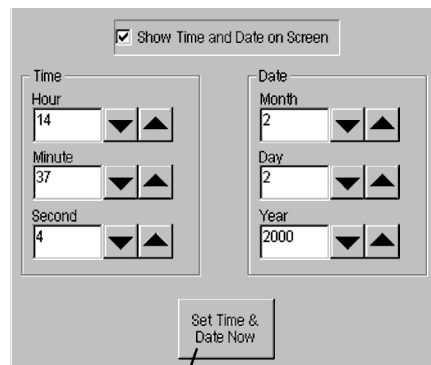 Show Time and Date on Screen
Time
Hour
14
Minute
37
Second
4
Date
Month
2
Day
2
Year
2000
Set Time &
Date Now